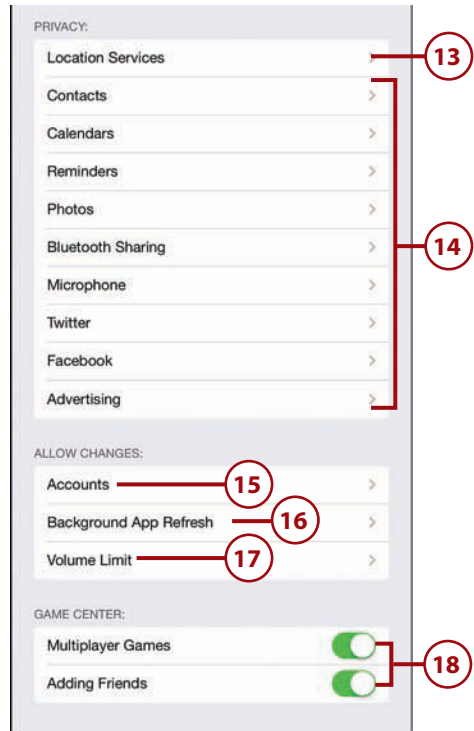 PRIVACY:
Location Services
13
Contacts
Calendars
Reminders
Photos
Bluetooth Sharing
14
Microphone
Twitter
Facebook
Advertising
ALLOW CHANGES:
Accounts 15
Background App Refresh 16
Volume Limit 17
GAME CENTER:
Multiplayer Games
18
Adding Friends